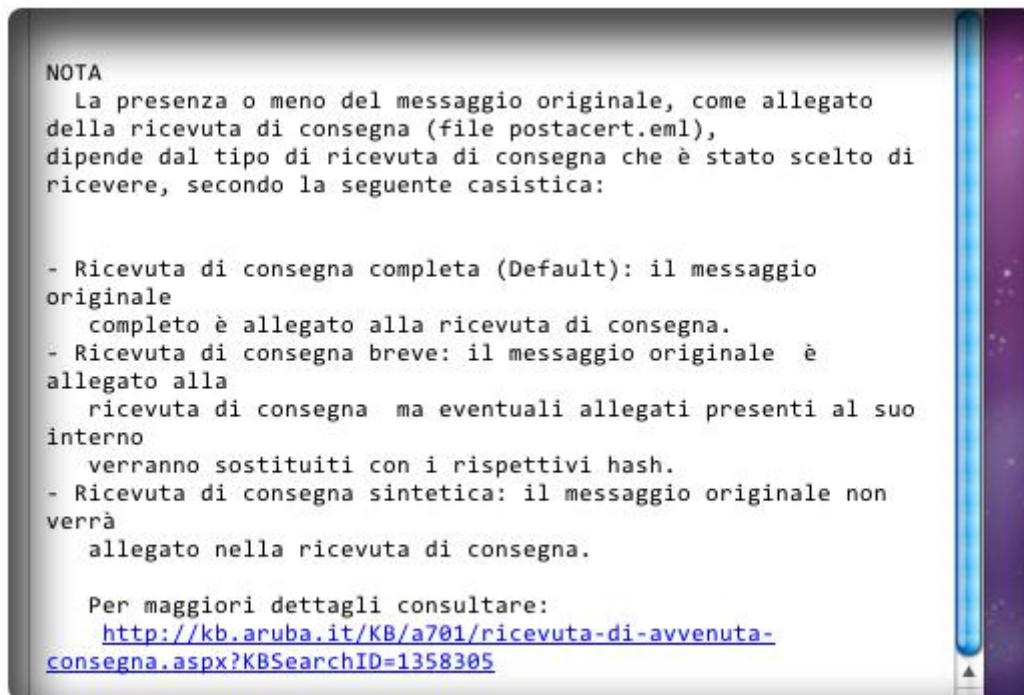 NOTA
La presenza o meno del messaggio originale, come allegato
della ricevuta di consegna (file postacert.eml),
dipende dal tipo di ricevuta di consegna che è stato scelto di
ricevere, secondo la seguente casistica:
- Ricevuta di consegna completa (Default): il messaggio
originale
completo è allegato alla ricevuta di consegna.
- Ricevuta di consegna breve: il messaggio originale  è
allegato alla
ricevuta di consegna  ma eventuali allegati presenti al suo
interno
verranno sostituiti con i rispettivi hash.
- Ricevuta di consegna sintetica: il messaggio originale non
verrà
allegato nella ricevuta di consegna.
Per maggiori dettagli consultare:
http://kb.aruba.it/KB/a701/ricevuta-di-avvenuta-
consegna.aspx?KBSearchID=1358305